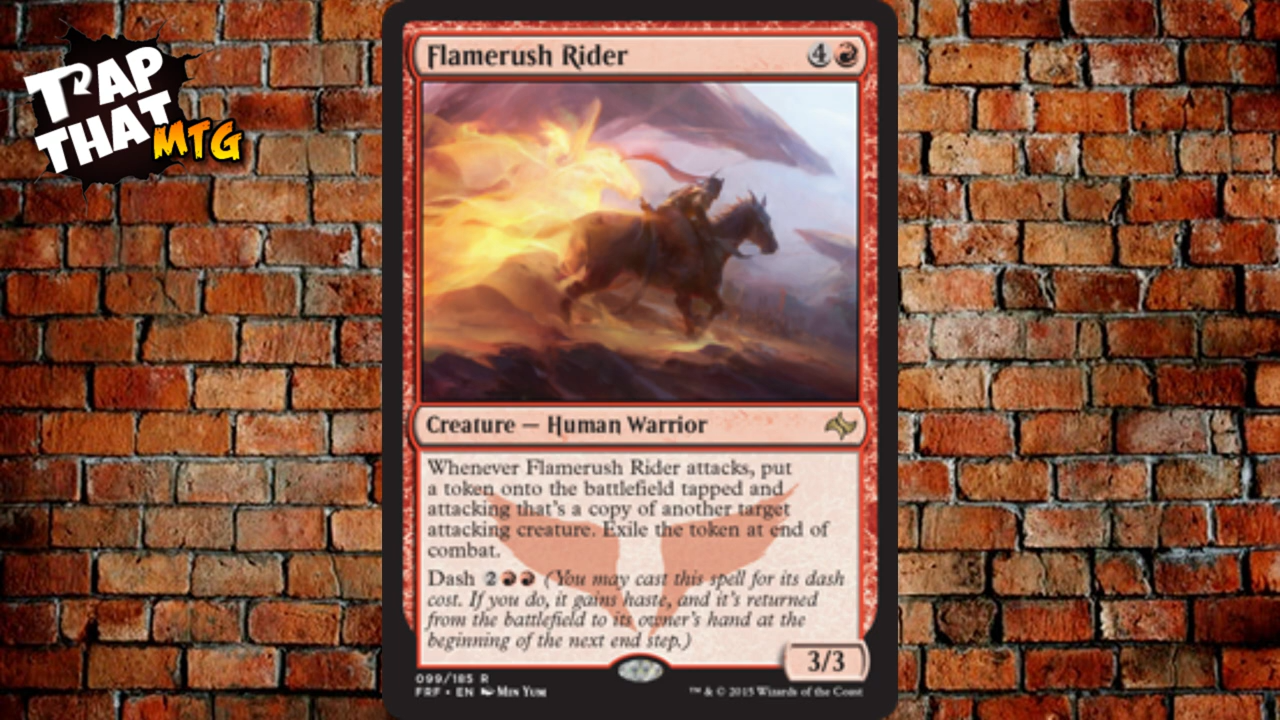 TRAP
THAT
MTG
Flamerush Rider 4
Creature — Human Warrior
Whenever Flamerush Rider attacks, put
a token onto the battlefield tapped and
attacking that's a copy of another target
attacking creature. Exile the token at end of
combat.
Dash 2 (You may cast this spell for its dash
cost. If you do, it gains haste, and it's returned
from the battlefield to its owner's hand at the
beginning of the next end step.)
3/3
099/185 R
FRF • EN Min Yum
™ & © 2015 Wizards of the Coast